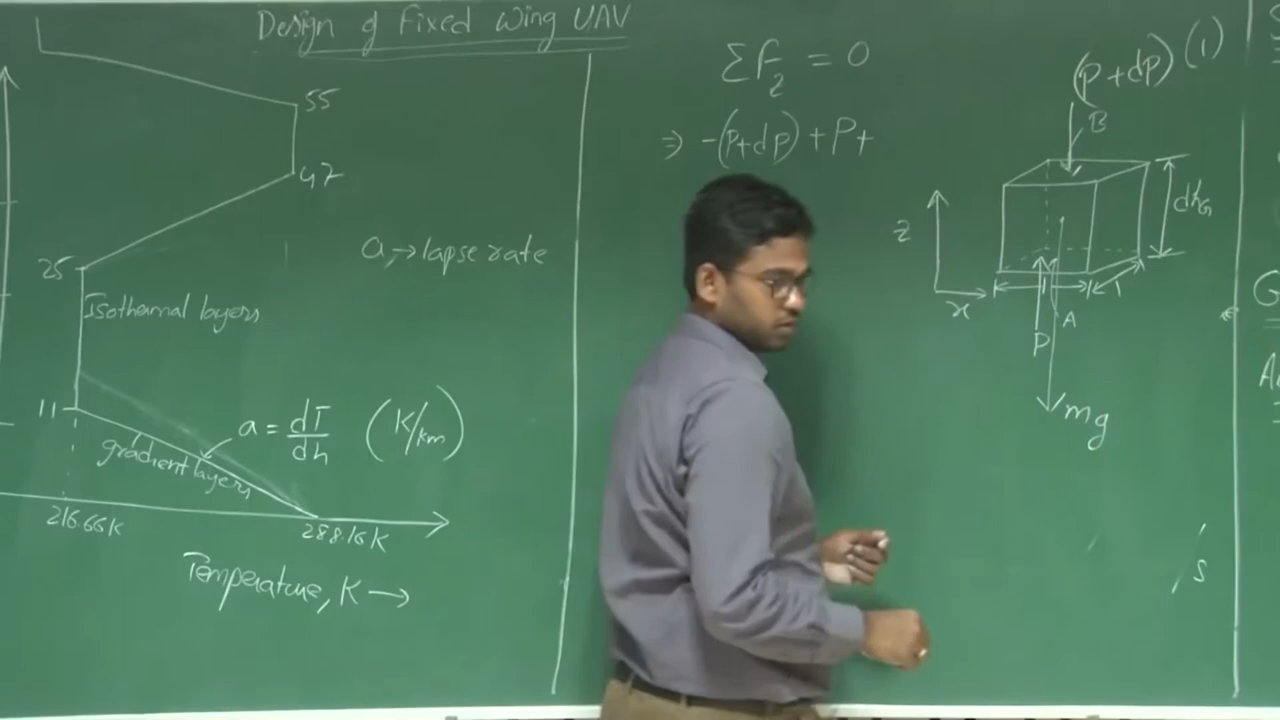 Design of Fixed Wing UAV
55
47
25
a, → lapse rate
Isothermal layers
11
a = dT/dh (K/km)
gradient layers
216.66K
288.16K
Temperature, K →
ΣF_z = 0
⇒ -(P+dP) + P +
(P+dP) (1)
B
z
dh_G
x
1
1
A
P
mg
S